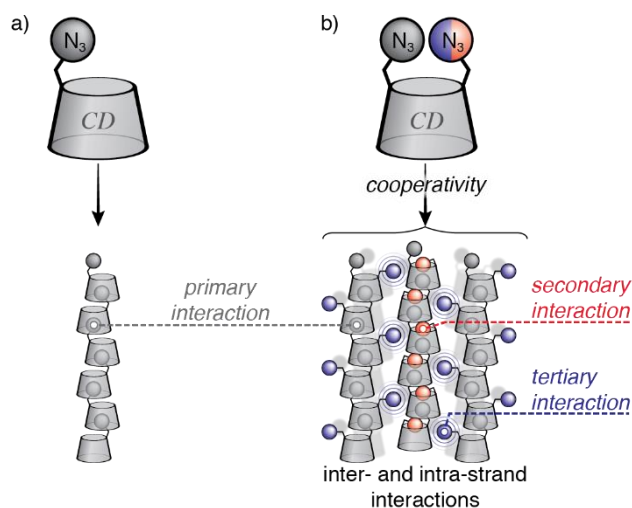 a)
N3
CD
b)
N3
N3
CD
cooperativity
primary
interaction
secondary
interaction
tertiary
interaction
inter- and intra-strand
interactions